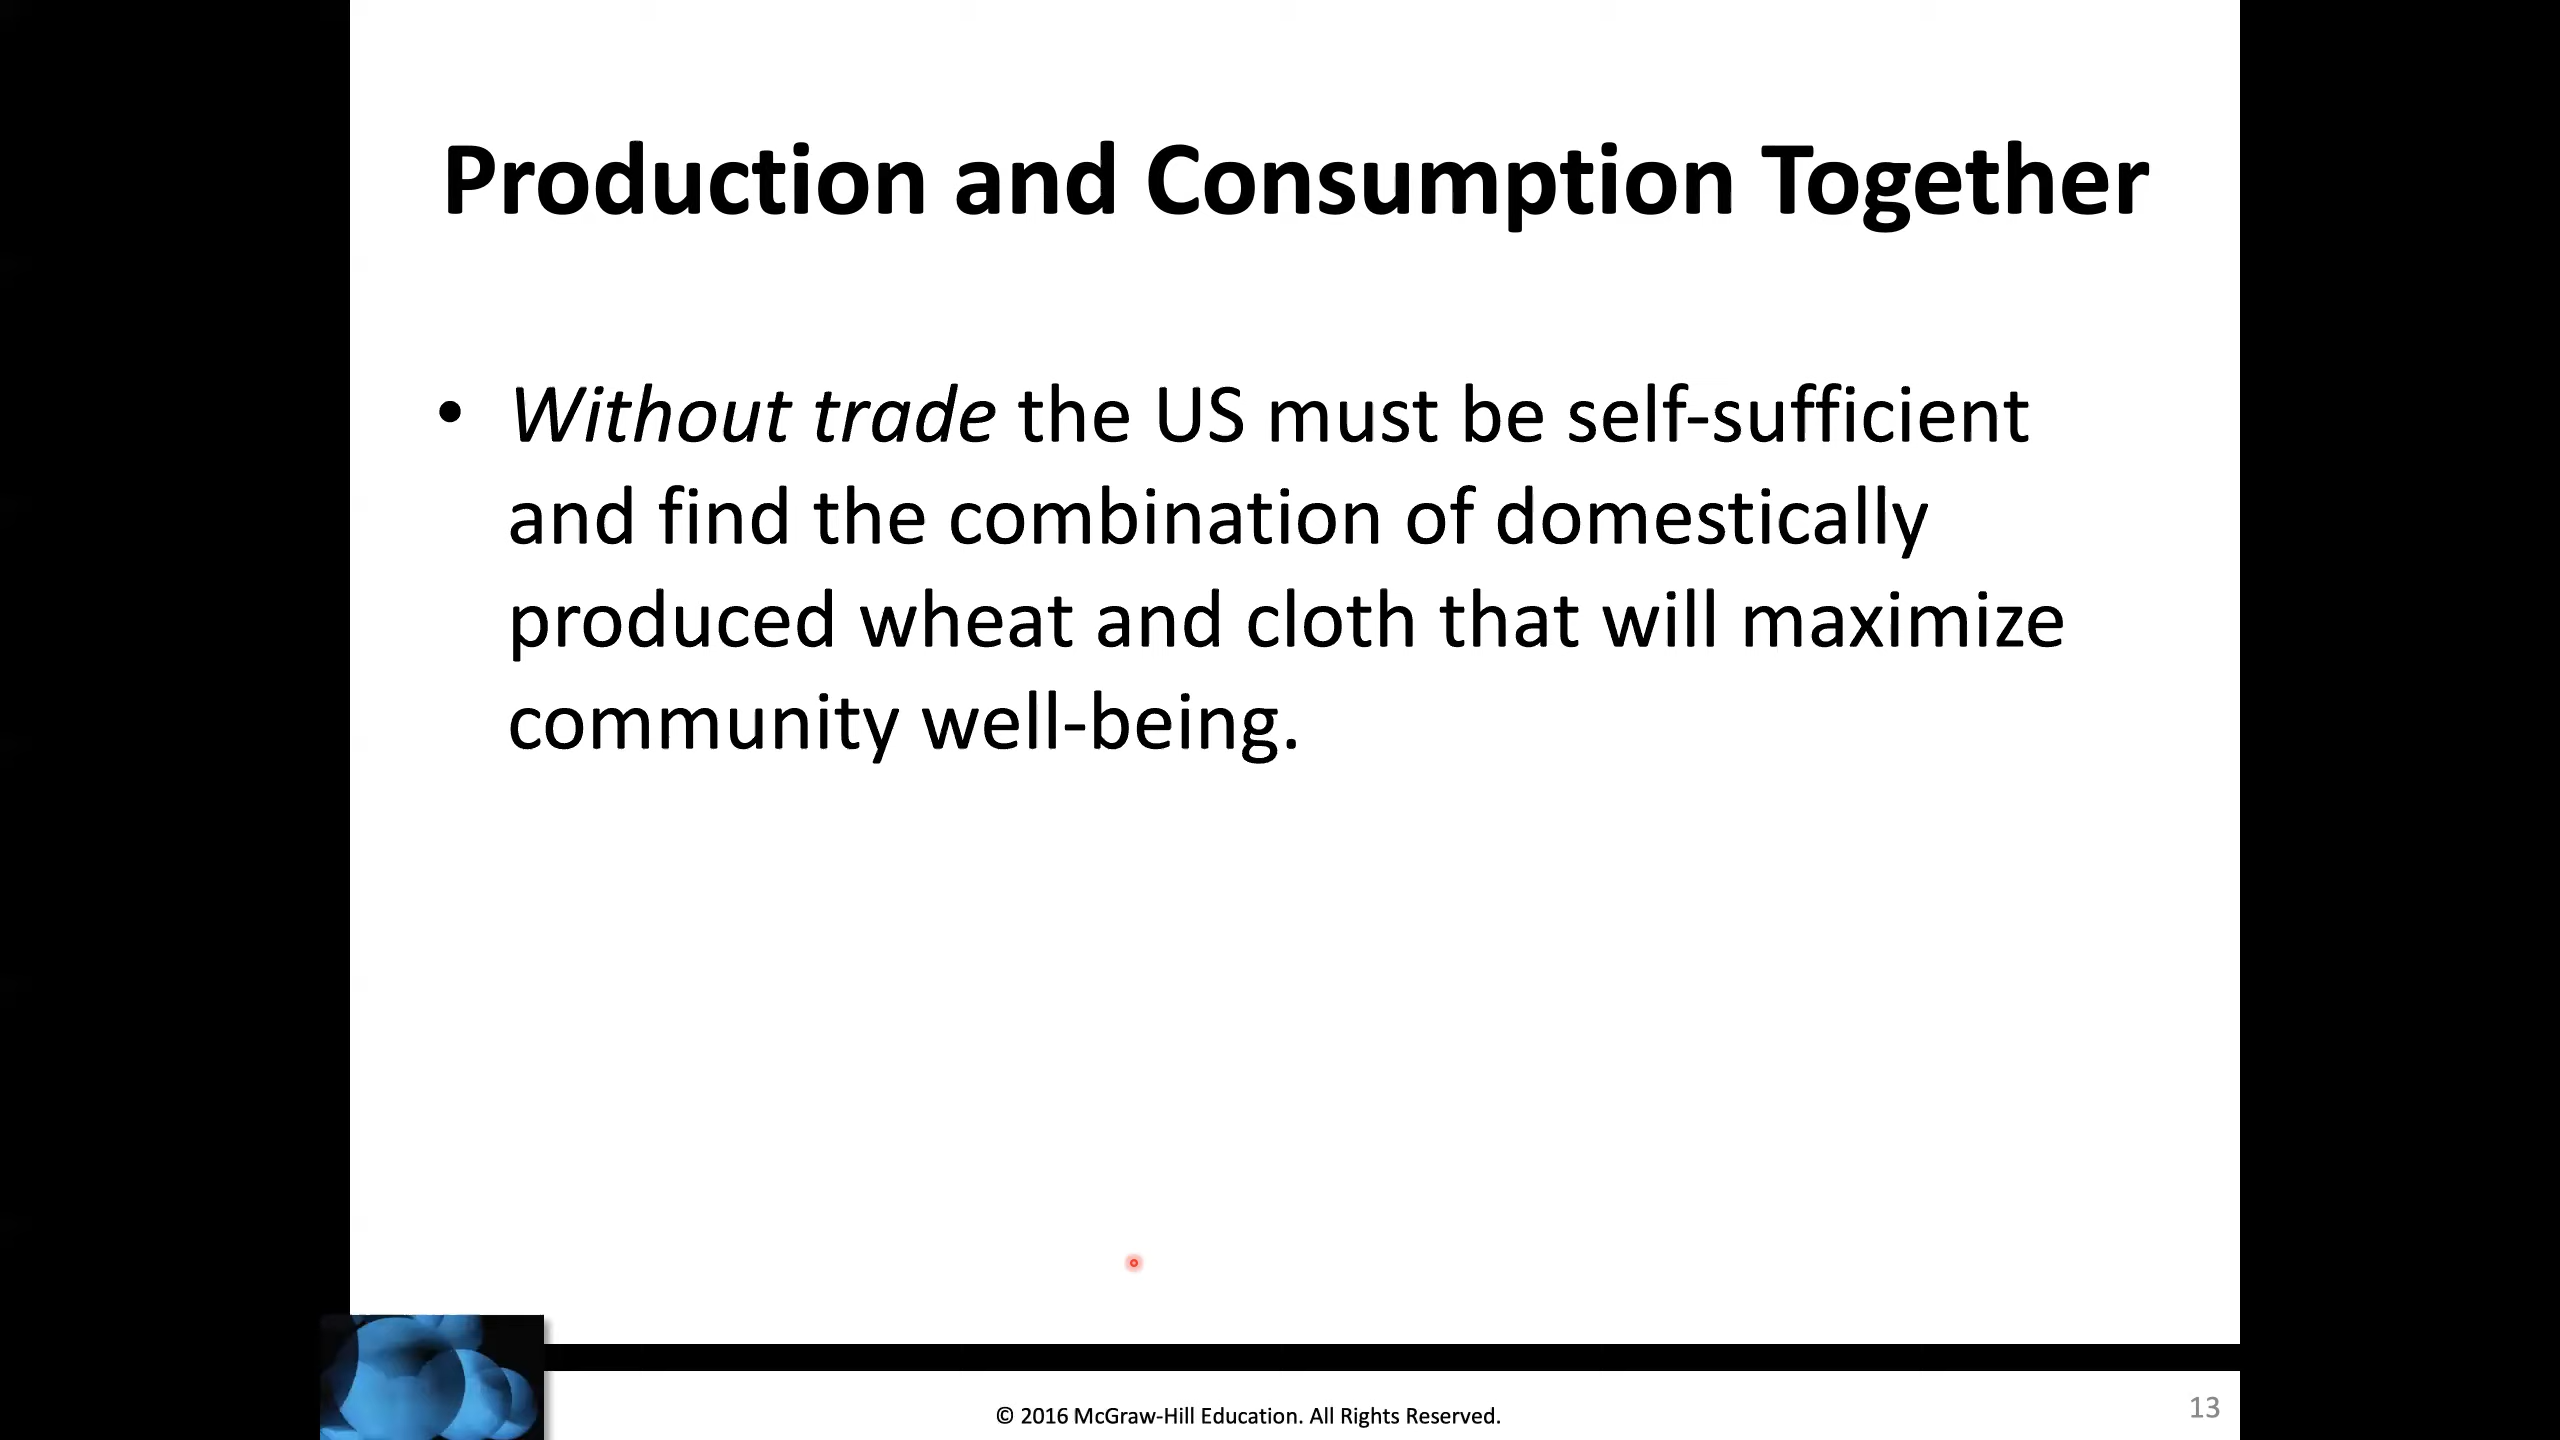 Production and Consumption Together
• Without trade the US must be self-sufficient
and find the combination of domestically
produced wheat and cloth that will maximize
community well-being.
© 2016 McGraw-Hill Education. All Rights Reserved.
13